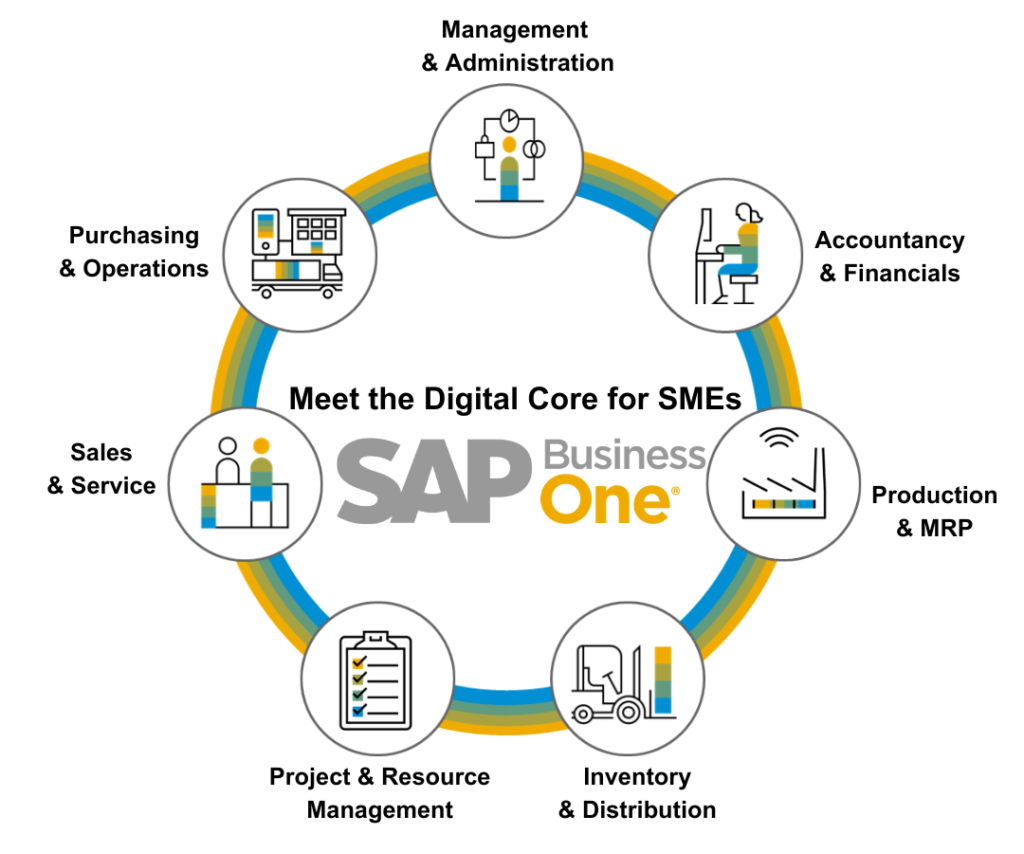 Management
& Administration
Purchasing
& Operations
Accountancy
& Financials
Meet the Digital Core for SMEs
SAP Business
One®
Sales
& Service
Production
& MRP
Project & Resource
Management
Inventory
& Distribution